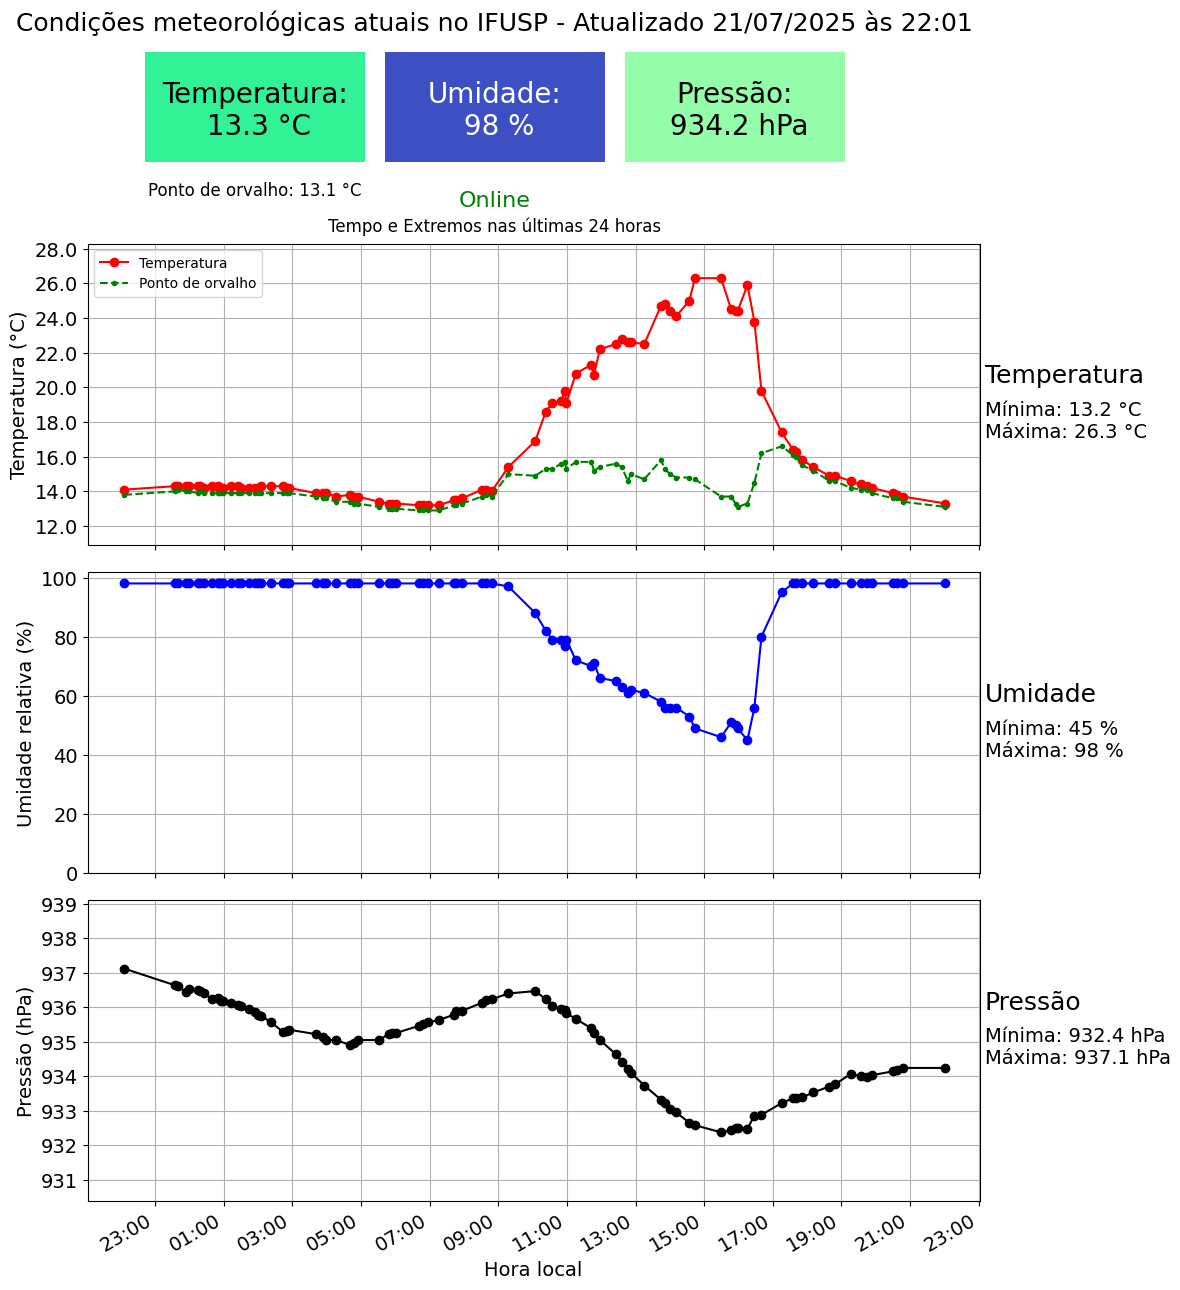 Condições meteorológicas atuais no IFUSP - Atualizado 21/07/2025 às 22:01
Temperatura:
13.3 °C
Umidade:
98 %
Pressão:
934.2 hPa
Ponto de orvalho: 13.1 °C
Online
Tempo e Extremos nas últimas 24 horas
Temperatura (°C)
28.0
26.0
24.0
22.0
20.0
18.0
16.0
14.0
12.0
Temperatura
Ponto de orvalho
Temperatura
Mínima: 13.2 °C
Máxima: 26.3 °C
Umidade relativa (%)
100
80
60
40
20
0
Umidade
Mínima: 45 %
Máxima: 98 %
Pressão (hPa)
939
938
937
936
935
934
933
932
931
Pressão
Mínima: 932.4 hPa
Máxima: 937.1 hPa
23:00 01:00 03:00 05:00 07:00 09:00 11:00 13:00 15:00 17:00 19:00 21:00 23:00
Hora local